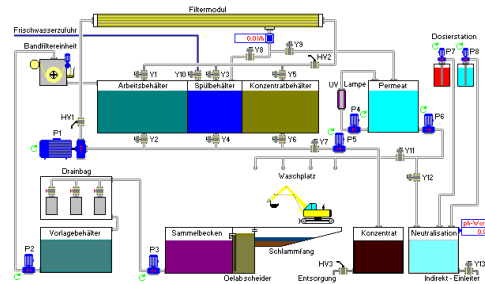 Filtermodul
Frischwasserzufuhr
0.0l/h
Dosierstation
Bandfiltereinheit
Y8
Y9
HV2
P7
P8
Y1
Y10
Y3
Y5
Arbeitsbehälter
Spülbehälter
Konzentratbehälter
UV
Lampe
Permeat
HV1
P4
P6
P1
Y2
Y4
Y6
Y7
P5
Y11
Drainbag
Waschplatz
Y12
Vorlagebehälter
Sammelbecken
Konzentrat
Neutralisation
P2
P3
Schlammfang
HV3
Y13
Oelabscheider
Entsorgung
Indirekt - Einleiter